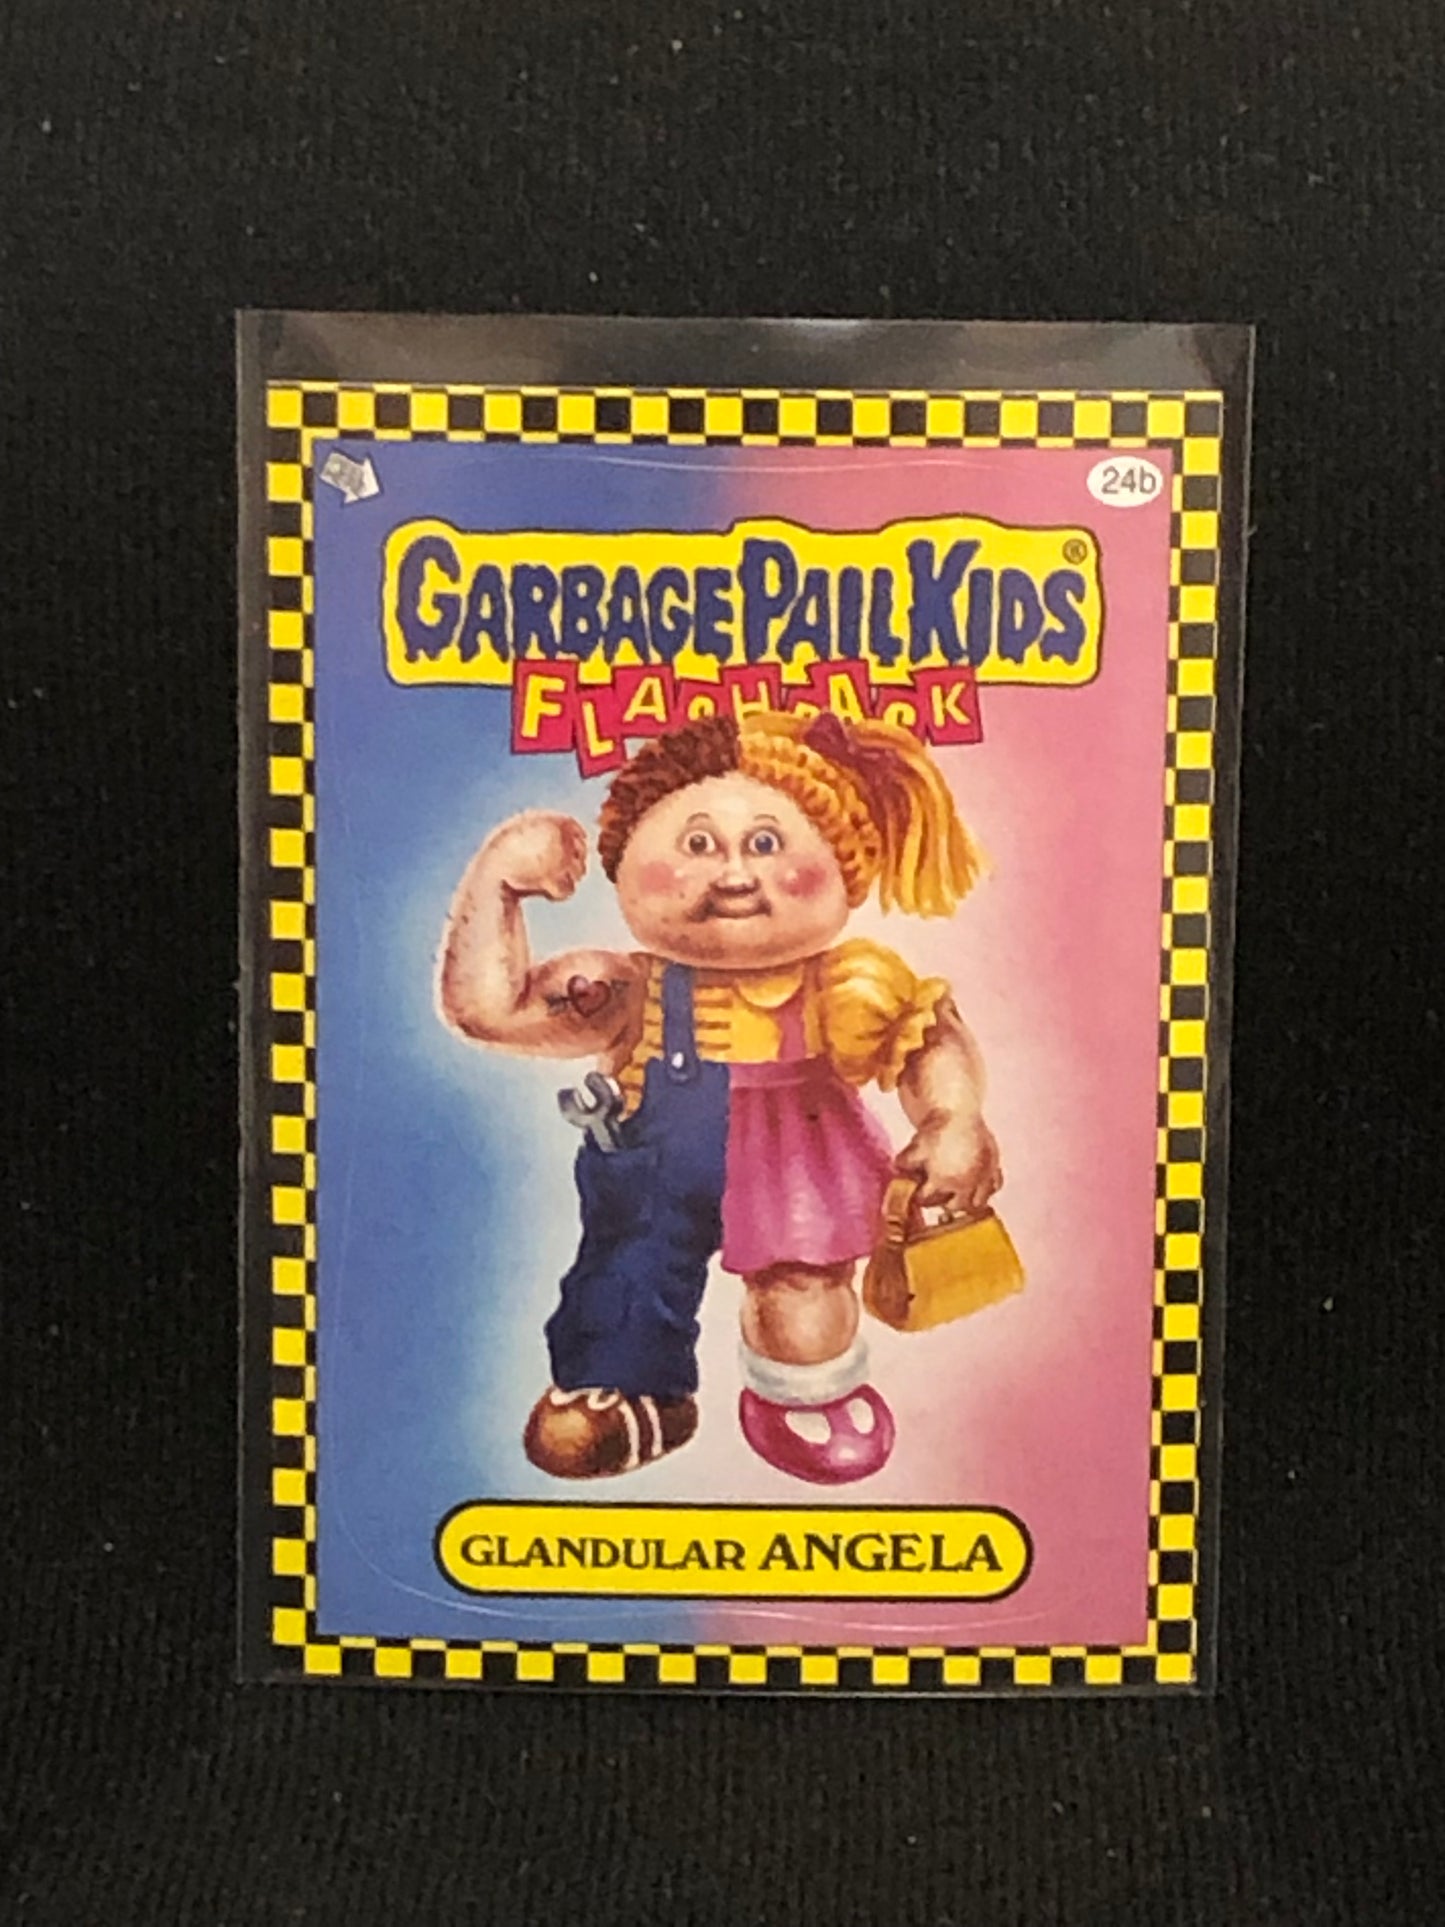 24b
GARBAGE PAIL KIDS®
FLASHBACK
GLANDULAR ANGELA